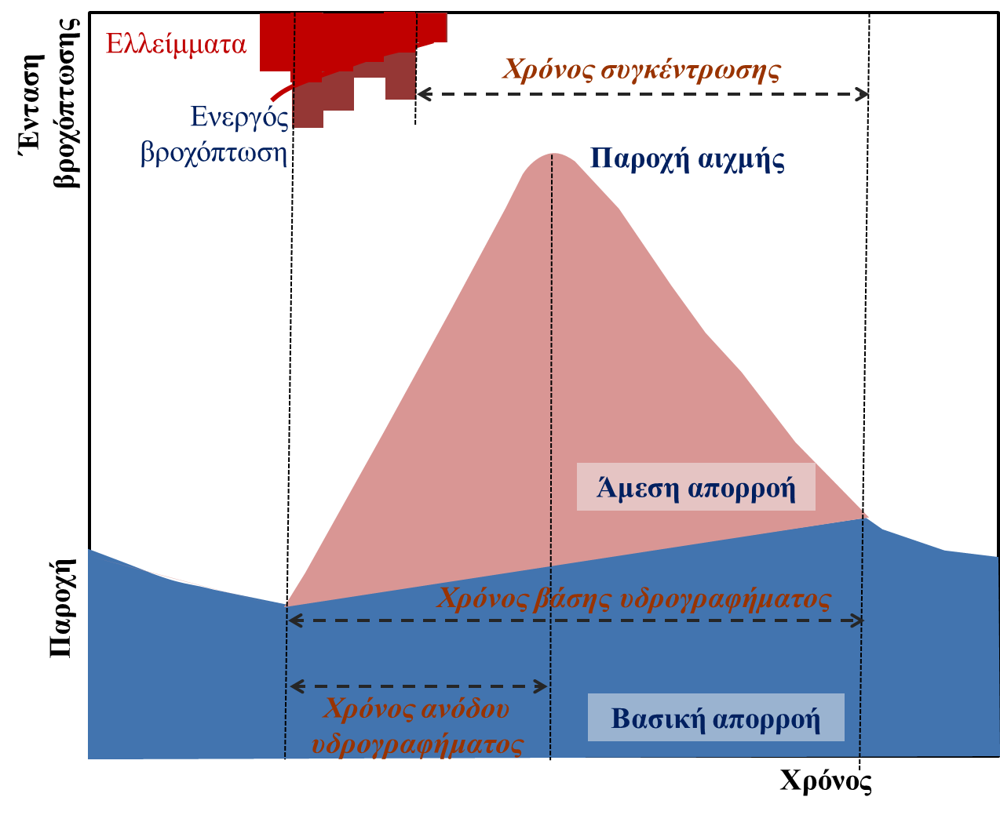 Ένταση
βροχόπτωσης
Ελλείμματα
Χρόνος συγκέντρωσης
Ενεργός
βροχόπτωση
Παροχή αιχμής
Άμεση απορροή
Παροχή
Χρόνος βάσης υδρογραφήματος
Χρόνος ανόδου
υδρογραφήματος
Βασική απορροή
Χρόνος